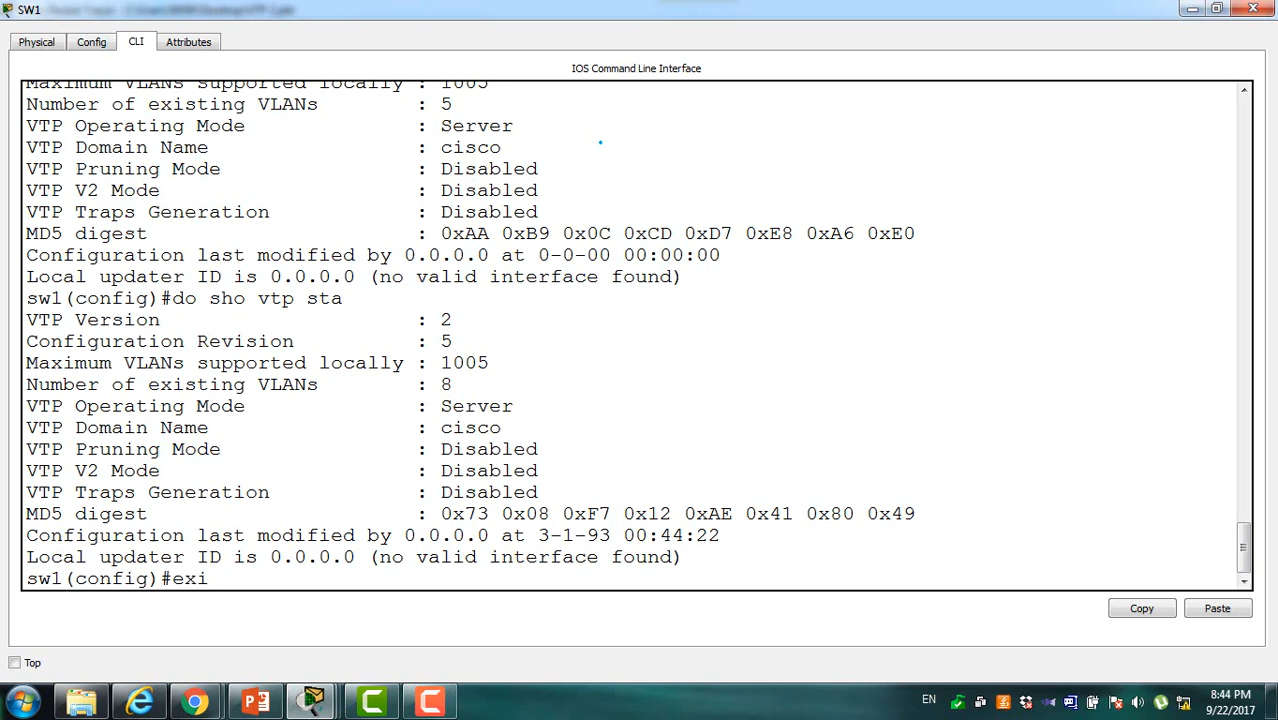 SW1
Physical Config CLI Attributes
IOS Command Line Interface
Maximum VLANs supported locally : 1005
Number of existing VLANs : 5
VTP Operating Mode : Server
VTP Domain Name : cisco
VTP Pruning Mode : Disabled
VTP V2 Mode : Disabled
VTP Traps Generation : Disabled
MD5 digest : 0xAA 0xB9 0x0C 0xCD 0xD7 0xE8 0xA6 0xE0
Configuration last modified by 0.0.0.0 at 0-0-00 00:00:00
Local updater ID is 0.0.0.0 (no valid interface found)
sw1(config)#do sho vtp sta
VTP Version : 2
Configuration Revision : 5
Maximum VLANs supported locally : 1005
Number of existing VLANs : 8
VTP Operating Mode : Server
VTP Domain Name : cisco
VTP Pruning Mode : Disabled
VTP V2 Mode : Disabled
VTP Traps Generation : Disabled
MD5 digest : 0x73 0x08 0xF7 0x12 0xAE 0x41 0x80 0x49
Configuration last modified by 0.0.0.0 at 3-1-93 00:44:22
Local updater ID is 0.0.0.0 (no valid interface found)
sw1(config)#exi
Copy Paste
Top
EN
8:44 PM
9/22/2017